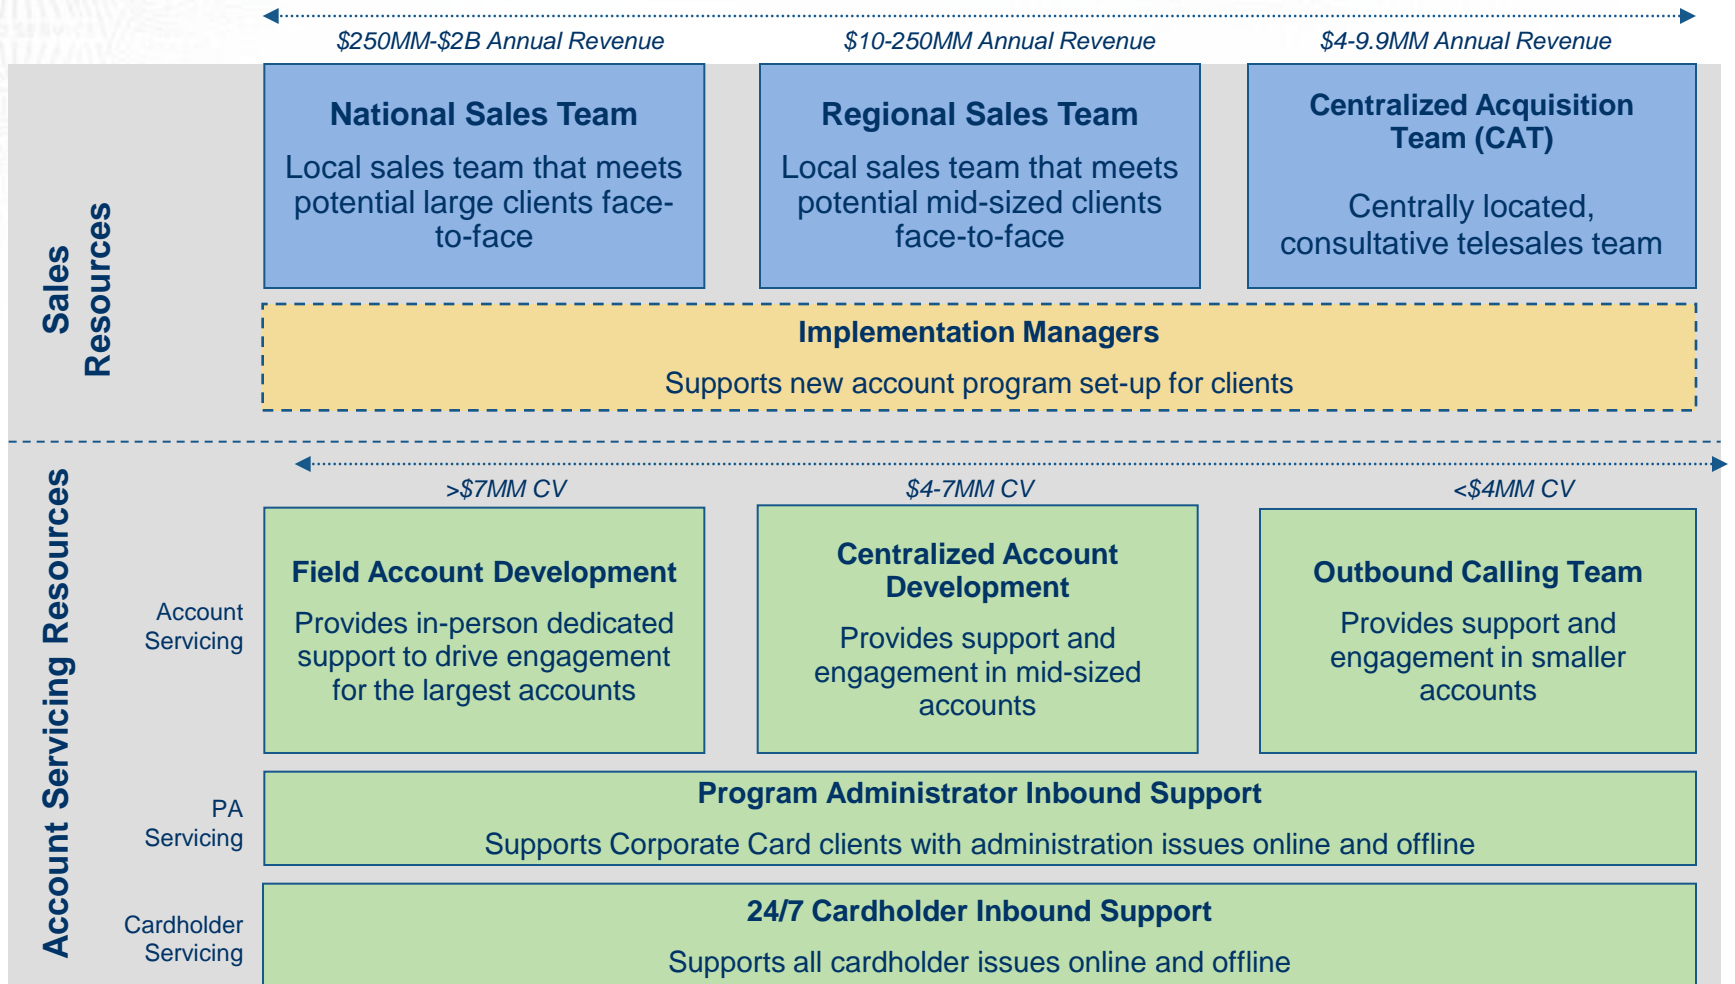 $250MM-$2B Annual Revenue
$10-250MM Annual Revenue
$4-9.9MM Annual Revenue
Sales
Resources
National Sales Team
Local sales team that meets
potential large clients face-
to-face
Regional Sales Team
Local sales team that meets
potential mid-sized clients
face-to-face
Centralized Acquisition
Team (CAT)
Centrally located,
consultative telesales team
Implementation Managers
Supports new account program set-up for clients
Account Servicing Resources
>$7MM CV
$4-7MM CV
<$4MM CV
Account
Servicing
Field Account Development
Provides in-person dedicated
support to drive engagement
for the largest accounts
Centralized Account
Development
Provides support and
engagement in mid-sized
accounts
Outbound Calling Team
Provides support and
engagement in smaller
accounts
PA
Servicing
Program Administrator Inbound Support
Supports Corporate Card clients with administration issues online and offline
Cardholder
Servicing
24/7 Cardholder Inbound Support
Supports all cardholder issues online and offline